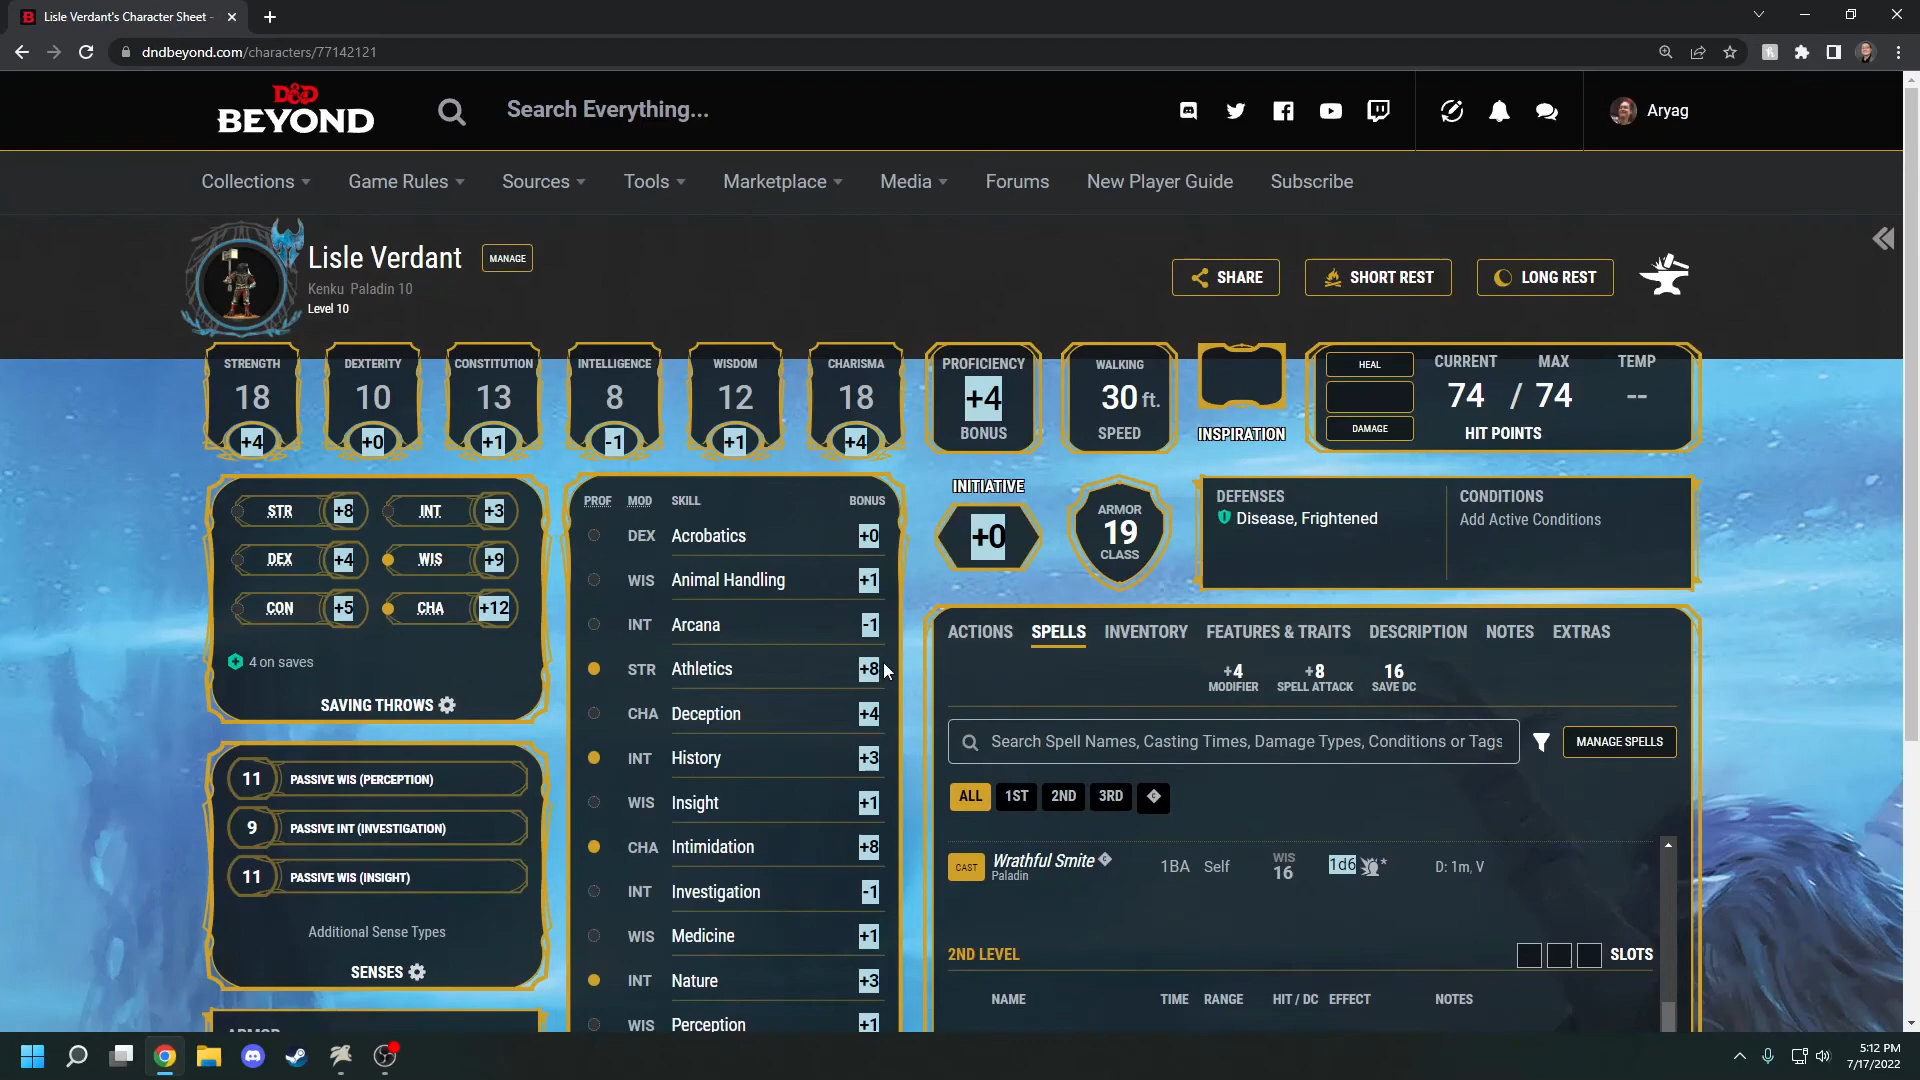 Lisle Verdant's Character Sheet -
dndbeyond.com/characters/77142121
D&D
BEYOND
Search Everything...
Aryag
Collections
Game Rules
Sources
Tools
Marketplace
Media
Forums
New Player Guide
Subscribe
Lisle Verdant
MANAGE
Kenku Paladin 10
Level 10
SHARE
SHORT REST
LONG REST
STRENGTH
18
+4
DEXTERITY
10
+0
CONSTITUTION
13
+1
INTELLIGENCE
8
-1
WISDOM
12
+1
CHARISMA
18
+4
PROFICIENCY
+4
BONUS
WALKING
30 ft.
SPEED
INSPIRATION
HEAL
DAMAGE
CURRENT MAX TEMP
74 / 74 --
HIT POINTS
STR +8 INT +3
DEX +4 WIS +9
CON +5 CHA +12
4 on saves
SAVING THROWS
11 PASSIVE WIS (PERCEPTION)
9 PASSIVE INT (INVESTIGATION)
11 PASSIVE WIS (INSIGHT)
Additional Sense Types
SENSES
PROF MOD SKILL BONUS
DEX Acrobatics +0
WIS Animal Handling +1
INT Arcana -1
STR Athletics +8
CHA Deception +4
INT History +3
WIS Insight +1
CHA Intimidation +8
INT Investigation -1
WIS Medicine +1
INT Nature +3
WIS Perception +1
INITIATIVE
+0
ARMOR
19
CLASS
DEFENSES
Disease, Frightened
CONDITIONS
Add Active Conditions
ACTIONS SPELLS INVENTORY FEATURES & TRAITS DESCRIPTION NOTES EXTRAS
+4 +8 16
MODIFIER SPELL ATTACK SAVE DC
Search Spell Names, Casting Times, Damage Types, Conditions or Tags
MANAGE SPELLS
ALL 1ST 2ND 3RD C
CAST Wrathful Smite C 1BA Self WIS 16 1d6 * D: 1m, V
Paladin
2ND LEVEL SLOTS
NAME TIME RANGE HIT / DC EFFECT NOTES
ARMOR
5:12 PM
7/17/2022